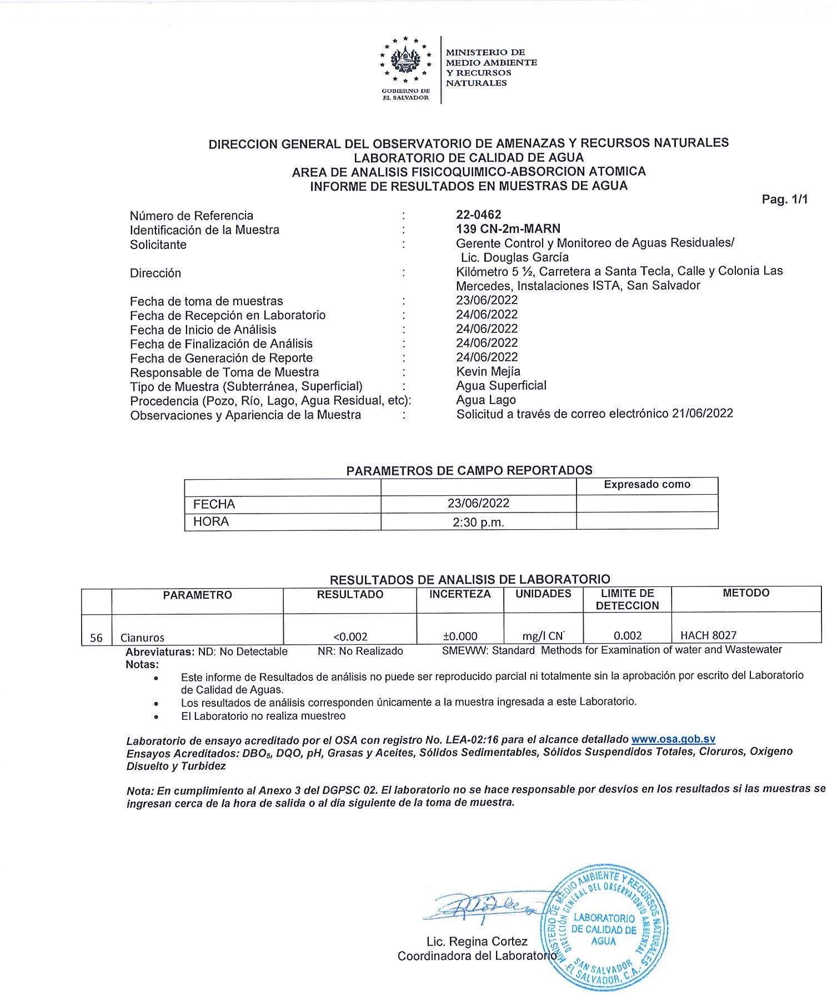 GOBIERNO DE
EL SALVADOR
MINISTERIO DE
MEDIO AMBIENTE
Y RECURSOS
NATURALES
DIRECCION GENERAL DEL OBSERVATORIO DE AMENAZAS Y RECURSOS NATURALES
LABORATORIO DE CALIDAD DE AGUA
AREA DE ANALISIS FISICOQUIMICO-ABSORCION ATOMICA
INFORME DE RESULTADOS EN MUESTRAS DE AGUA
Pag. 1/1
Número de Referencia : 22-0462
Identificación de la Muestra : 139 CN-2m-MARN
Solicitante : Gerente Control y Monitoreo de Aguas Residuales/
Lic. Douglas García
Dirección : Kilómetro 5 ½, Carretera a Santa Tecla, Calle y Colonia Las
Mercedes, Instalaciones ISTA, San Salvador
Fecha de toma de muestras : 23/06/2022
Fecha de Recepción en Laboratorio : 24/06/2022
Fecha de Inicio de Análisis : 24/06/2022
Fecha de Finalización de Análisis : 24/06/2022
Fecha de Generación de Reporte : 24/06/2022
Responsable de Toma de Muestra : Kevin Mejía
Tipo de Muestra (Subterránea, Superficial) : Agua Superficial
Procedencia (Pozo, Río, Lago, Agua Residual, etc): Agua Lago
Observaciones y Apariencia de la Muestra : Solicitud a través de correo electrónico 21/06/2022
PARAMETROS DE CAMPO REPORTADOS
Expresado como
FECHA 23/06/2022
HORA 2:30 p.m.
RESULTADOS DE ANALISIS DE LABORATORIO
PARAMETRO RESULTADO INCERTEZA UNIDADES LIMITE DE DETECCION METODO
56 Cianuros <0.002 ±0.000 mg/l CN⁻ 0.002 HACH 8027
Abreviaturas: ND: No Detectable NR: No Realizado SMEWW: Standard Methods for Examination of water and Wastewater
Notas:
• Este informe de Resultados de análisis no puede ser reproducido parcial ni totalmente sin la aprobación por escrito del Laboratorio
de Calidad de Aguas.
• Los resultados de análisis corresponden únicamente a la muestra ingresada a este Laboratorio.
• El Laboratorio no realiza muestreo
Laboratorio de ensayo acreditado por el OSA con registro No. LEA-02:16 para el alcance detallado www.osa.gob.sv
Ensayos Acreditados: DBO₅, DQO, pH, Grasas y Aceites, Sólidos Sedimentables, Sólidos Suspendidos Totales, Cloruros, Oxigeno
Disuelto y Turbidez
Nota: En cumplimiento al Anexo 3 del DGPSC 02. El laboratorio no se hace responsable por desvíos en los resultados si las muestras se
ingresan cerca de la hora de salida o al día siguiente de la toma de muestra.
Lic. Regina Cortez
Coordinadora del Laboratorio
MINISTERIO DE MEDIO AMBIENTE Y RECURSOS NATURALES
DIRECCIÓN GENERAL DEL OBSERVATORIO AMBIENTAL
LABORATORIO
DE CALIDAD DE
AGUA
SAN SALVADOR
EL SALVADOR, C.A.